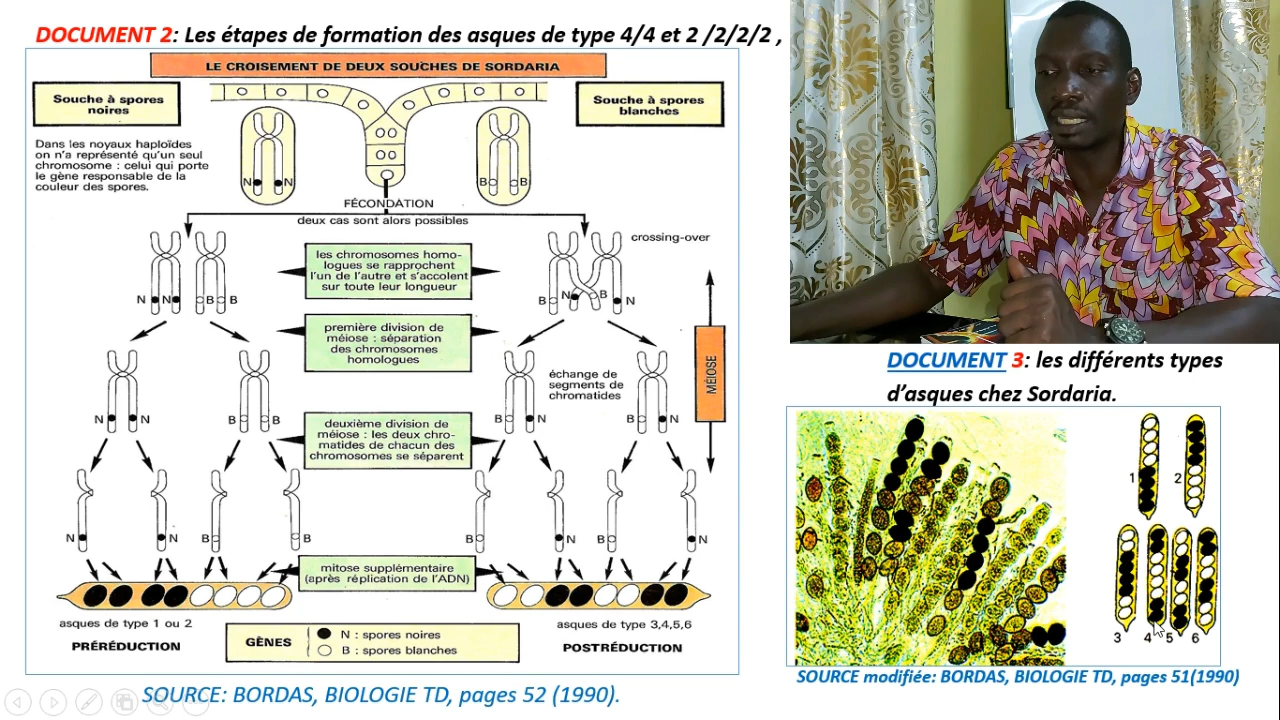 DOCUMENT 2: Les étapes de formation des asques de type 4/4 et 2 /2/2/2 ,
LE CROISEMENT DE DEUX SOUCHES DE SORDARIA
Souche à spores
noires
Souche à spores
blanches
Dans les noyaux haploïdes
on n'a représenté qu'un seul
chromosome : celui qui porte
le gène responsable de la
couleur des spores.
N N
B B
FÉCONDATION
deux cas sont alors possibles
crossing-over
les chromosomes homo-
logues se rapprochent
l'un de l'autre et s'accolent
sur toute leur longueur
N N B B
B N B N
première division de
méiose : séparation
des chromosomes
homologues
MÉIOSE
échange de
segments de
chromatides
N N B B
B N B N
deuxième division de
méiose : les deux chro-
matides de chacun des
chromosomes se séparent
N N B B
B N B N
mitose supplémentaire
(après réplication de l'ADN)
asques de type 1 ou 2
PRÉRÉDUCTION
GÈNES
N : spores noires
B : spores blanches
asques de type 3,4,5,6
POSTRÉDUCTION
SOURCE: BORDAS, BIOLOGIE TD, pages 52 (1990).
DOCUMENT 3: les différents types
d'asques chez Sordaria.
1 2
3 4 5 6
SOURCE modifiée: BORDAS, BIOLOGIE TD, pages 51(1990)